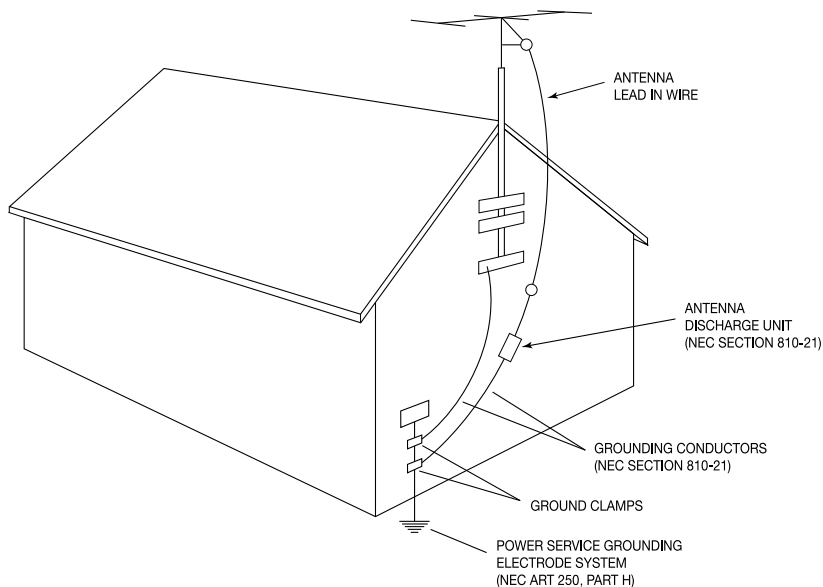 ANTENNA
LEAD IN WIRE
ANTENNA
DISCHARGE UNIT
(NEC SECTION 810-21)
GROUNDING CONDUCTORS
(NEC SECTION 810-21)
GROUND CLAMPS
POWER SERVICE GROUNDING
ELECTRODE SYSTEM
(NEC ART 250, PART H)